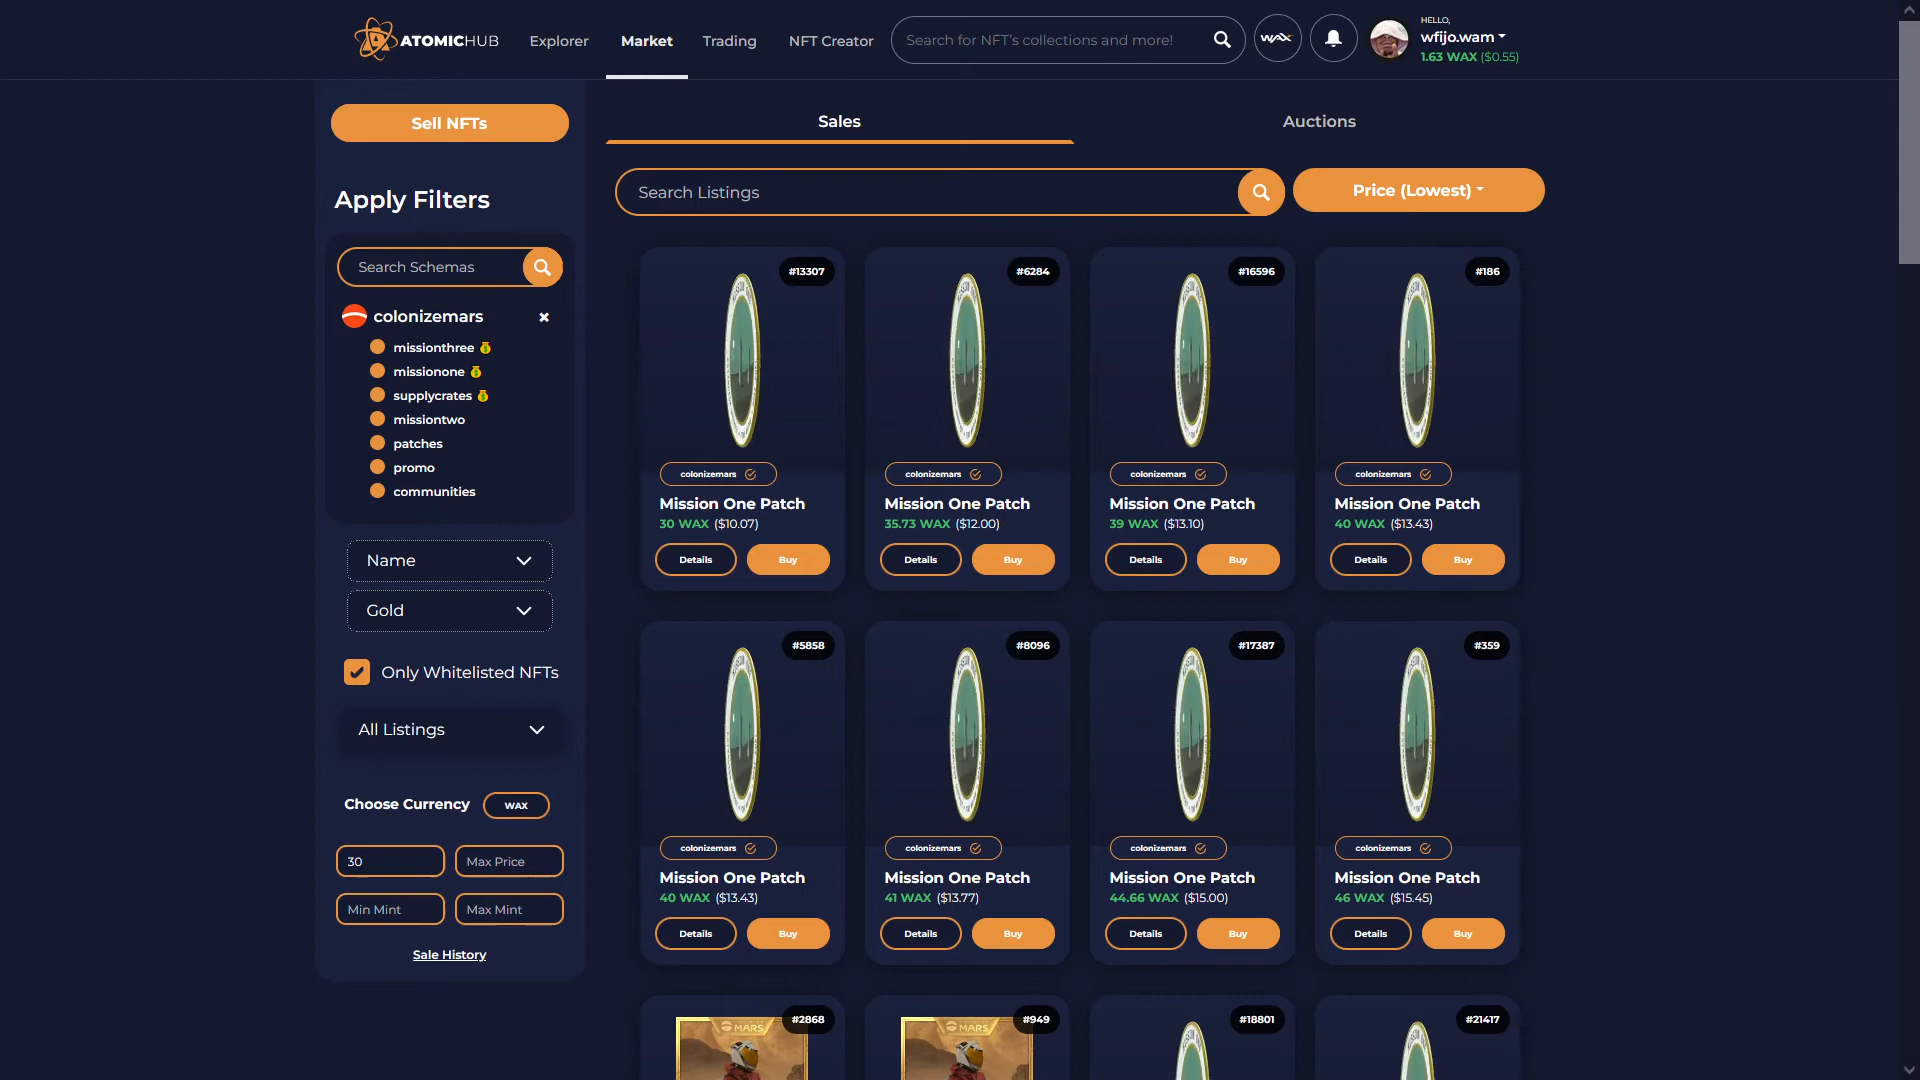 ATOMICHUB
Explorer
Market
Trading
NFT Creator
Search for NFT's collections and more!
WAX
HELLO,
wfijo.wam
1.63 WAX ($0.55)
Sell NFTs
Sales
Auctions
Search Listings
Price (Lowest)
Apply Filters
Search Schemas
colonizemars
missionthree
missionone
supplycrates
missiontwo
patches
promo
communities
Name
Gold
Only Whitelisted NFTs
All Listings
Choose Currency
WAX
30
Max Price
Min Mint
Max Mint
Sale History
#13307
colonizemars
Mission One Patch
30 WAX ($10.07)
Details
Buy
#6284
colonizemars
Mission One Patch
35.73 WAX ($12.00)
Details
Buy
#16596
colonizemars
Mission One Patch
39 WAX ($13.10)
Details
Buy
#186
colonizemars
Mission One Patch
40 WAX ($13.43)
Details
Buy
#5858
colonizemars
Mission One Patch
40 WAX ($13.43)
Details
Buy
#8096
colonizemars
Mission One Patch
41 WAX ($13.77)
Details
Buy
#17387
colonizemars
Mission One Patch
44.66 WAX ($15.00)
Details
Buy
#359
colonizemars
Mission One Patch
46 WAX ($15.45)
Details
Buy
#2868
MARS
#949
MARS
#18801
#21417